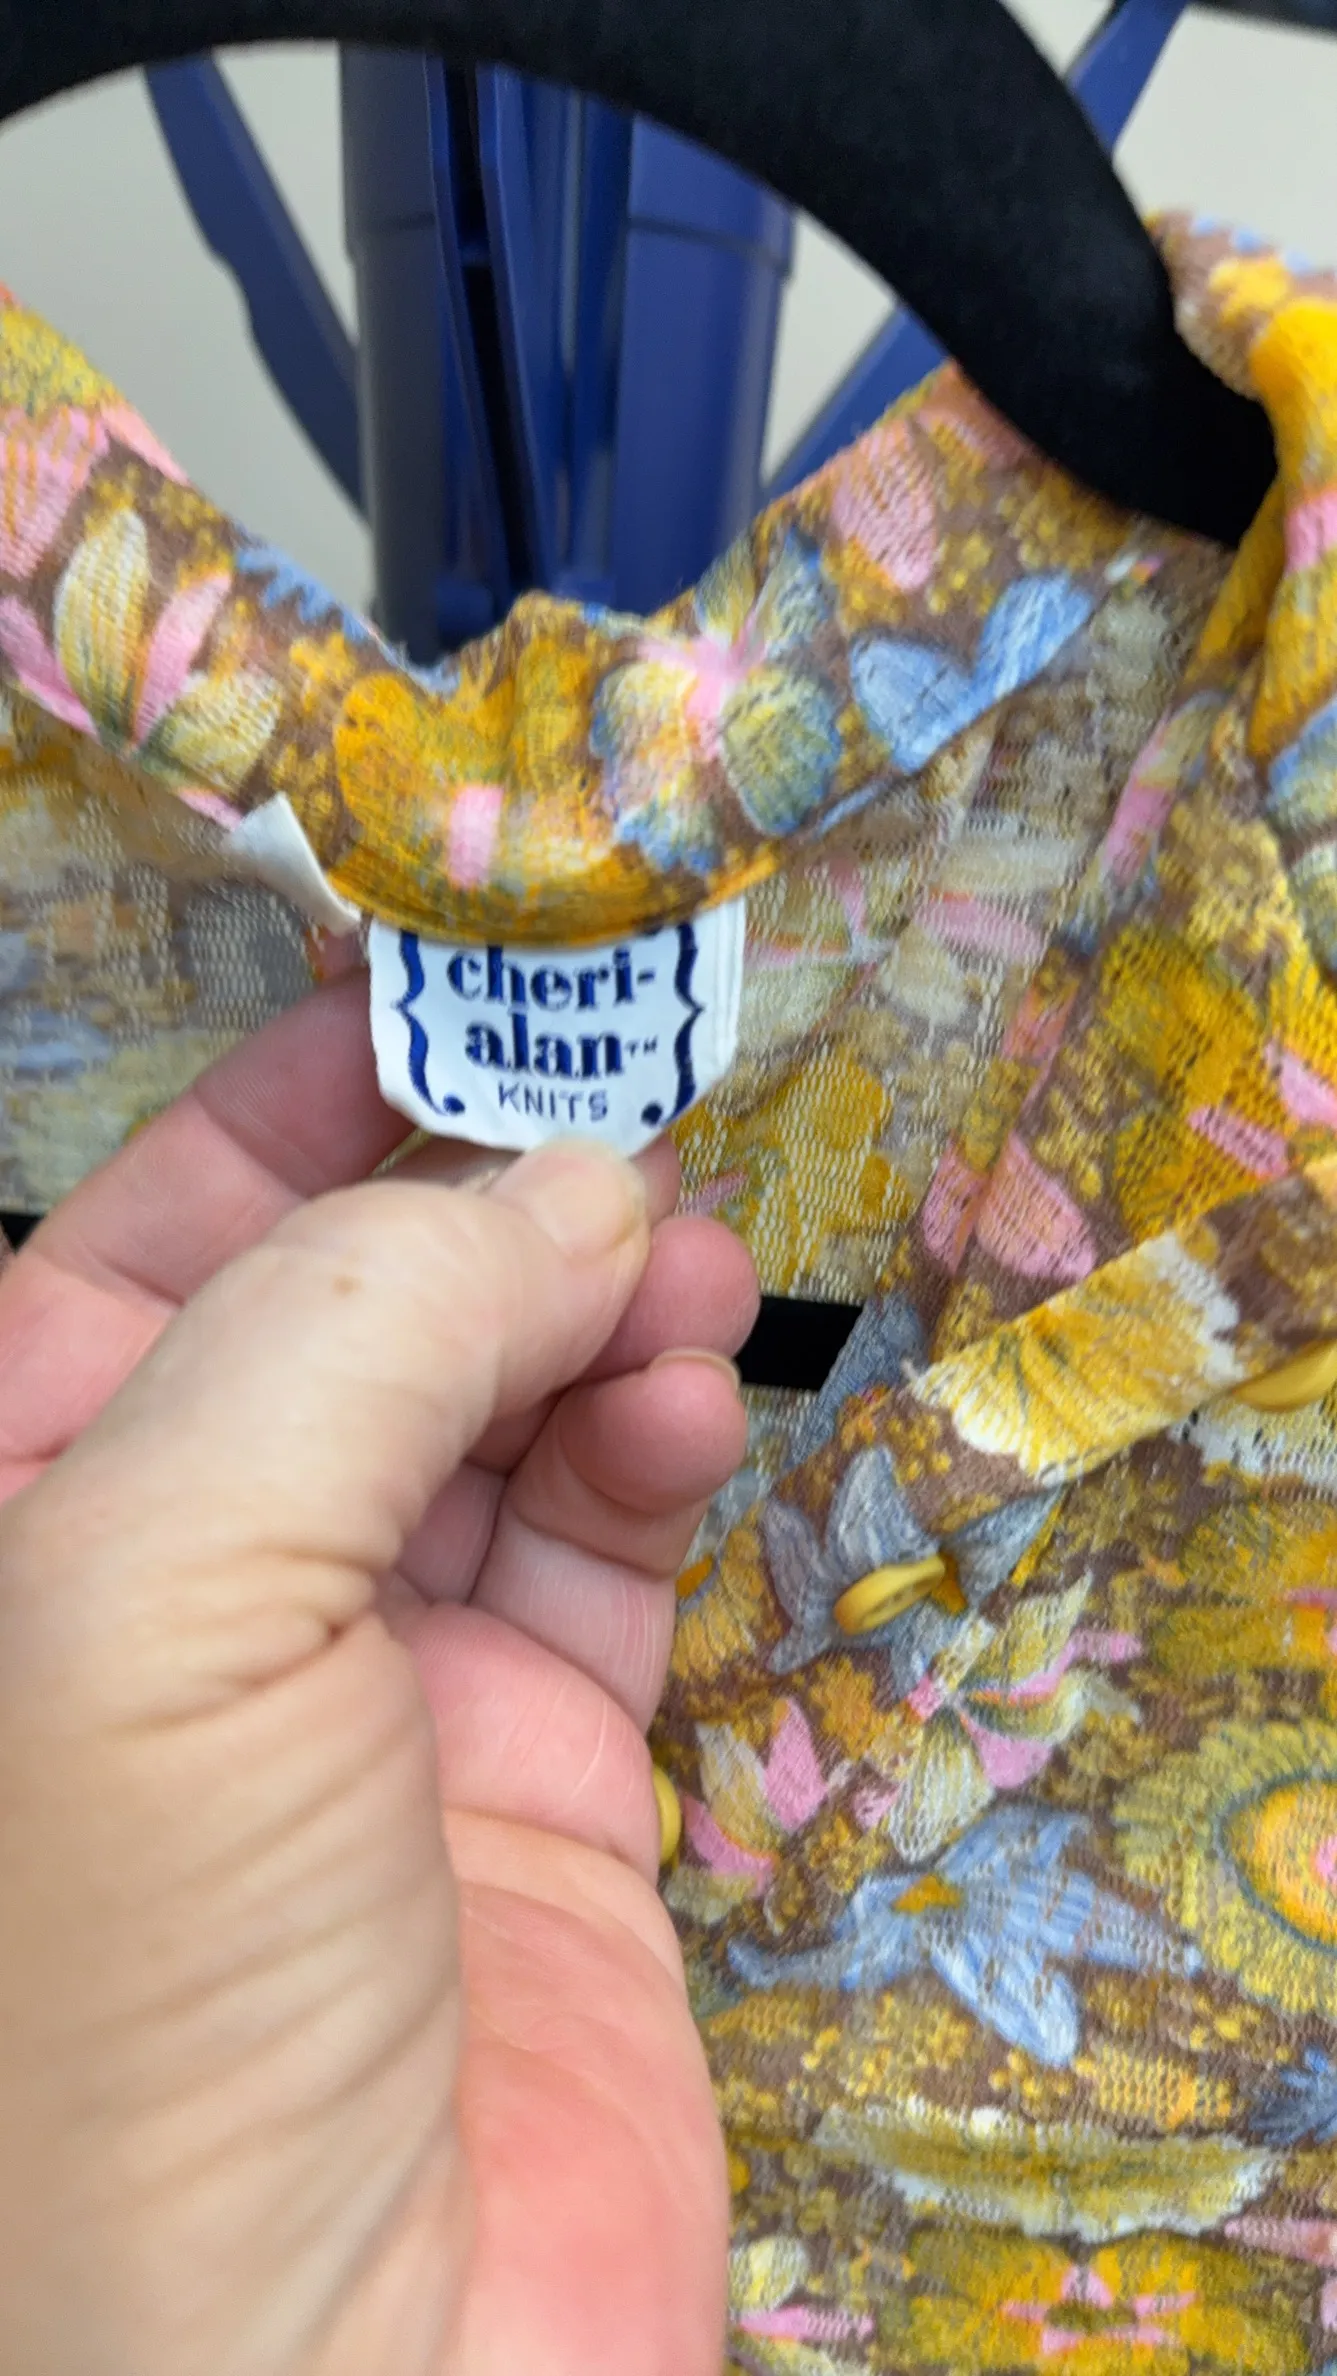 cheri-
alan™
KNITS